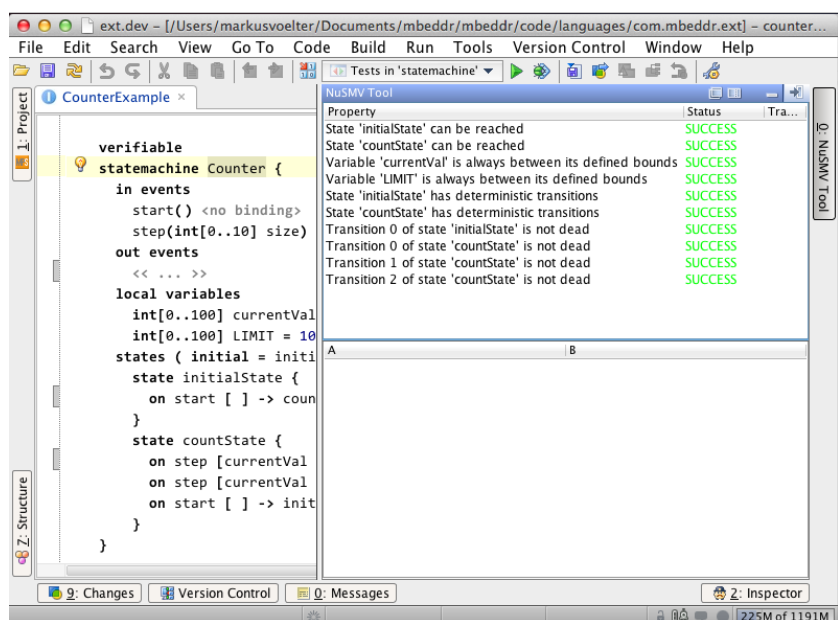 ext.dev – [/Users/markusvoelter/Documents/mbeddr/mbeddr/code/languages/com.mbeddr.ext] – counter...
File Edit Search View Go To Code Build Run Tools Version Control Window Help
Tests in 'statemachine'
1: Project
Z: Structure
CounterExample ×
verifiable
statemachine Counter {
in events
start() <no binding>
step(int[0..10] size)
out events
<< ... >>
local variables
int[0..100] currentVal
int[0..100] LIMIT = 10
states ( initial = initi
state initialState {
on start [ ] -> coun
}
state countState {
on step [currentVal
on step [currentVal
on start [ ] -> init
}
}
NuSMV Tool
Property Status Tra...
State 'initialState' can be reached SUCCESS
State 'countState' can be reached SUCCESS
Variable 'currentVal' is always between its defined bounds SUCCESS
Variable 'LIMIT' is always between its defined bounds SUCCESS
State 'initialState' has deterministic transitions SUCCESS
State 'countState' has deterministic transitions SUCCESS
Transition 0 of state 'initialState' is not dead SUCCESS
Transition 0 of state 'countState' is not dead SUCCESS
Transition 1 of state 'countState' is not dead SUCCESS
Transition 2 of state 'countState' is not dead SUCCESS
A B
0: NuSMV Tool
9: Changes Version Control 0: Messages 2: Inspector
225M of 1191M